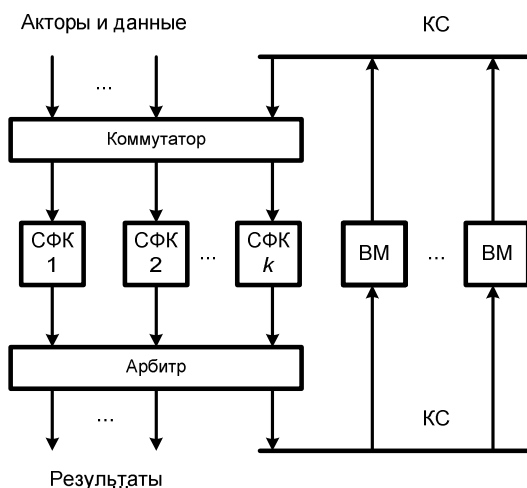 Акторы и данные
КС
...
Коммутатор
СФК
1
СФК
2
...
СФК
k
ВМ
...
ВМ
Арбитр
...
КС
Результаты